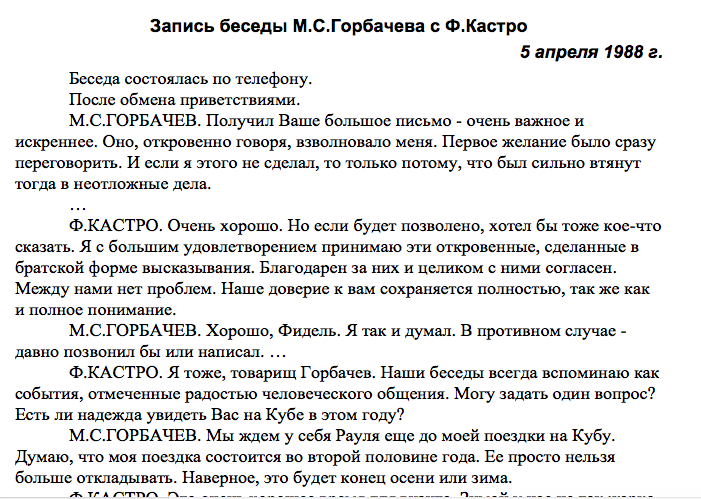 Запись беседы М.С.Горбачева с Ф.Кастро
5 апреля 1988 г.
Беседа состоялась по телефону.
После обмена приветствиями.
М.С.ГОРБАЧЕВ. Получил Ваше большое письмо - очень важное и
искреннее. Оно, откровенно говоря, взволновало меня. Первое желание было сразу
переговорить. И если я этого не сделал, то только потому, что был сильно втянут
тогда в неотложные дела.
…
Ф.КАСТРО. Очень хорошо. Но если будет позволено, хотел бы тоже кое-что
сказать. Я с большим удовлетворением принимаю эти откровенные, сделанные в
братской форме высказывания. Благодарен за них и целиком с ними согласен.
Между нами нет проблем. Наше доверие к вам сохраняется полностью, так же как
и полное понимание.
М.С.ГОРБАЧЕВ. Хорошо, Фидель. Я так и думал. В противном случае -
давно позвонил бы или написал. …
Ф.КАСТРО. Я тоже, товарищ Горбачев. Наши беседы всегда вспоминаю как
события, отмеченные радостью человеческого общения. Могу задать один вопрос?
Есть ли надежда увидеть Вас на Кубе в этом году?
М.С.ГОРБАЧЕВ. Мы ждем у себя Рауля еще до моей поездки на Кубу.
Думаю, что моя поездка состоится во второй половине года. Ее просто нельзя
больше откладывать. Наверное, это будет конец осени или зима.